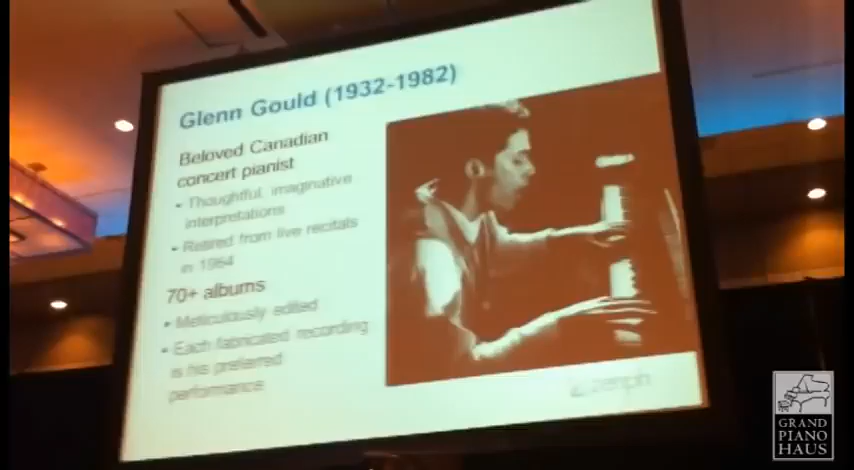 Glenn Gould (1932-1982)
Beloved Canadian
concert pianist
• Thoughtful, imaginative
interpretations
• Retired from live recitals
in 1964
70+ albums
• Meticulously edited
• Each fabricated recording
is his preferred
performance
zenph
GRAND
PIANO
HAUS